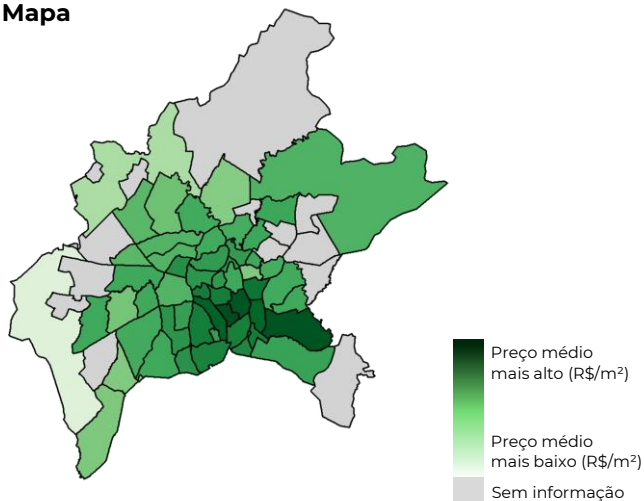 Mapa
Preço médio
mais alto (R$/m²)
Preço médio
mais baixo (R$/m²)
Sem informação